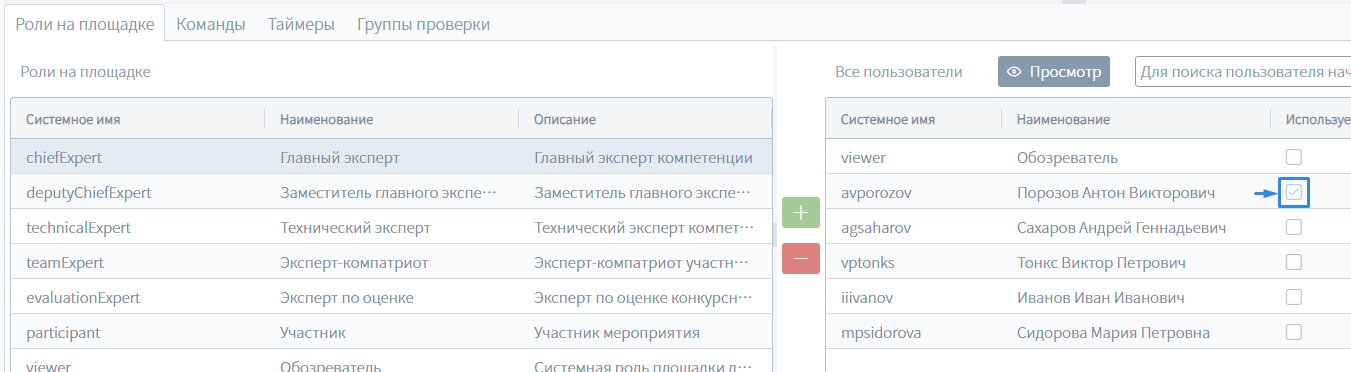 Роли на площадке Команды Таймеры Группы проверки
Роли на площадке
Системное имя Наименование Описание
chiefExpert Главный эксперт Главный эксперт компетенции
deputyChiefExpert Заместитель главного экспе··· Заместитель главного экспе···
technicalExpert Технический эксперт Технический эксперт компет···
teamExpert Эксперт-компатриот Эксперт-компатриот участн···
evaluationExpert Эксперт по оценке Эксперт по оценке конкурсн···
participant Участник Участник мероприятия
viewer Обозреватель Системная роль площадки д···
Все пользователи Просмотр Для поиска пользователя нач
Системное имя Наименование Используе
viewer Обозреватель
avporozov Порозов Антон Викторович
agsaharov Сахаров Андрей Геннадьевич
vptonks Тонкс Виктор Петрович
iiivanov Иванов Иван Иванович
mpsidorova Сидорова Мария Петровна